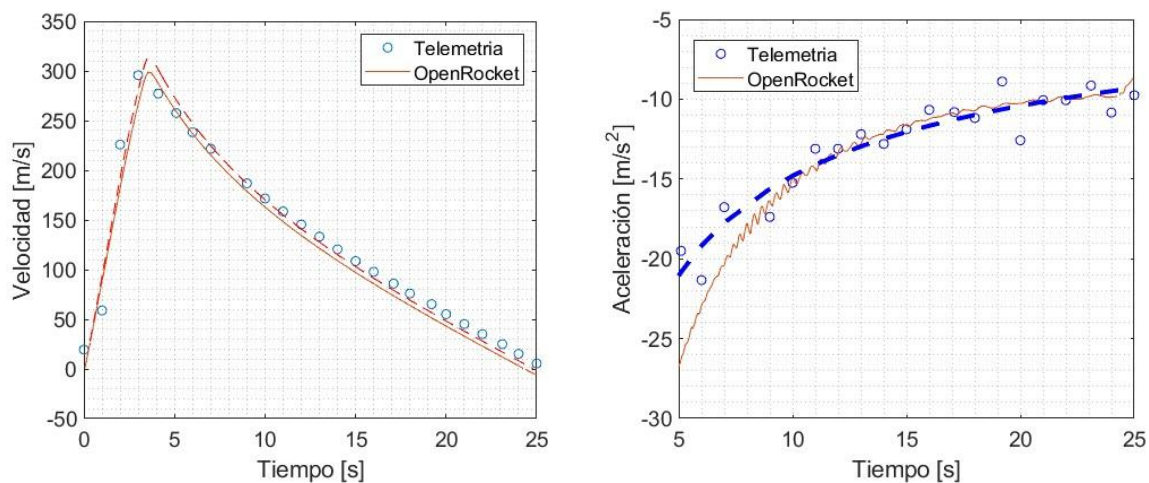 350
300
250
200
150
100
50
0
-50
Velocidad [m/s]
0 5 10 15 20 25
Tiempo [s]
Telemetria
OpenRocket
-5
-10
-15
-20
-25
-30
Aceleración [m/s²]
5 10 15 20 25
Tiempo [s]
Telemetria
OpenRocket